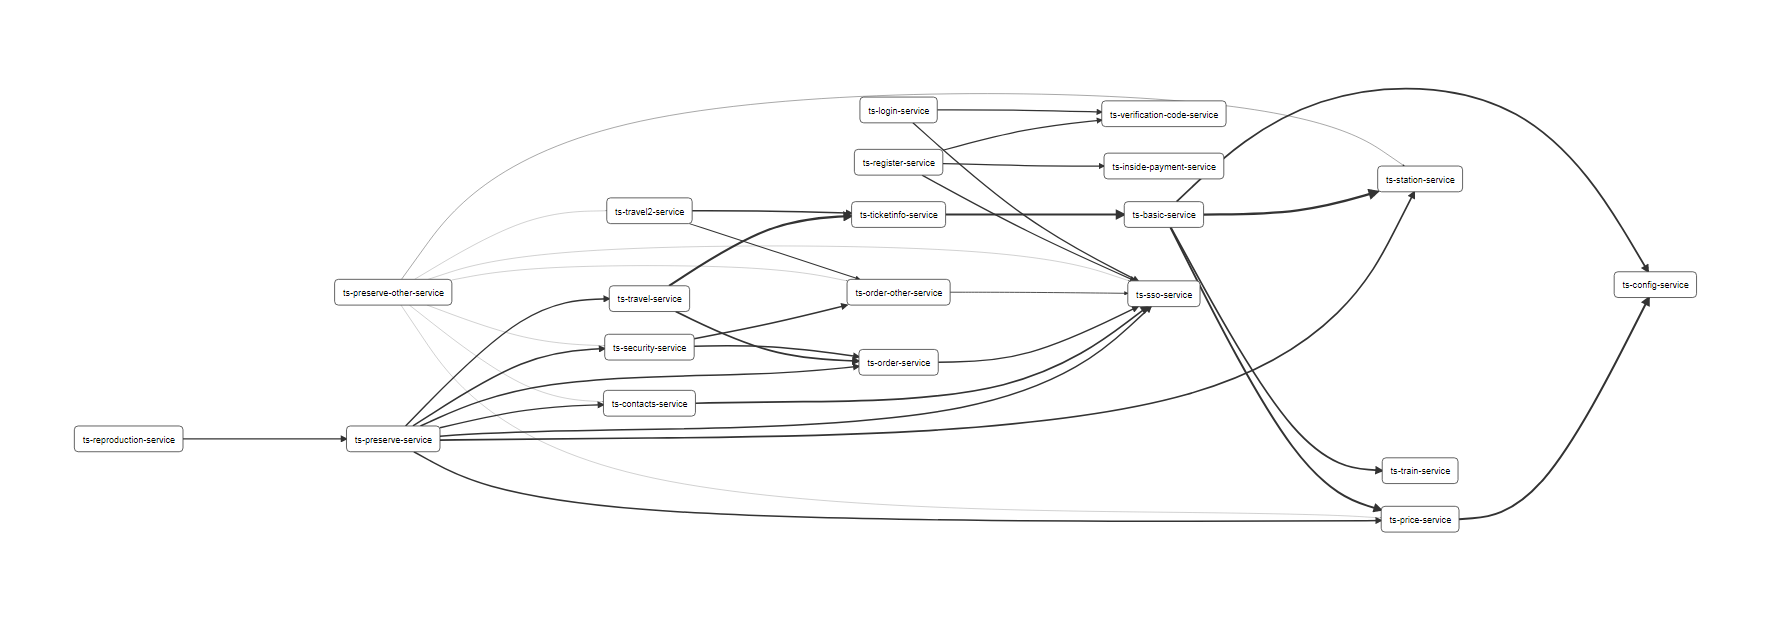 ts-login-service
ts-verification-code-service
ts-register-service
ts-inside-payment-service
ts-station-service
ts-travel2-service
ts-ticketinfo-service
ts-basic-service
ts-preserve-other-service
ts-travel-service
ts-order-other-service
ts-sso-service
ts-config-service
ts-security-service
ts-order-service
ts-contacts-service
ts-reproduction-service
ts-preserve-service
ts-train-service
ts-price-service